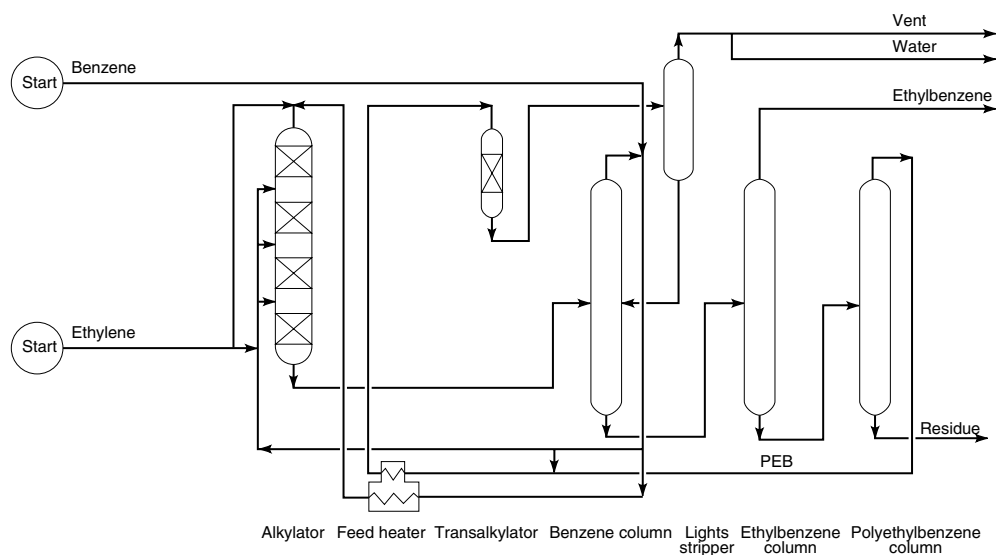 Vent
Water
Benzene
Start
Ethylbenzene
Ethylene
Start
Residue
PEB
Alkylator
Feed heater
Transalkylator
Benzene column
Lights
stripper
Ethylbenzene
column
Polyethylbenzene
column